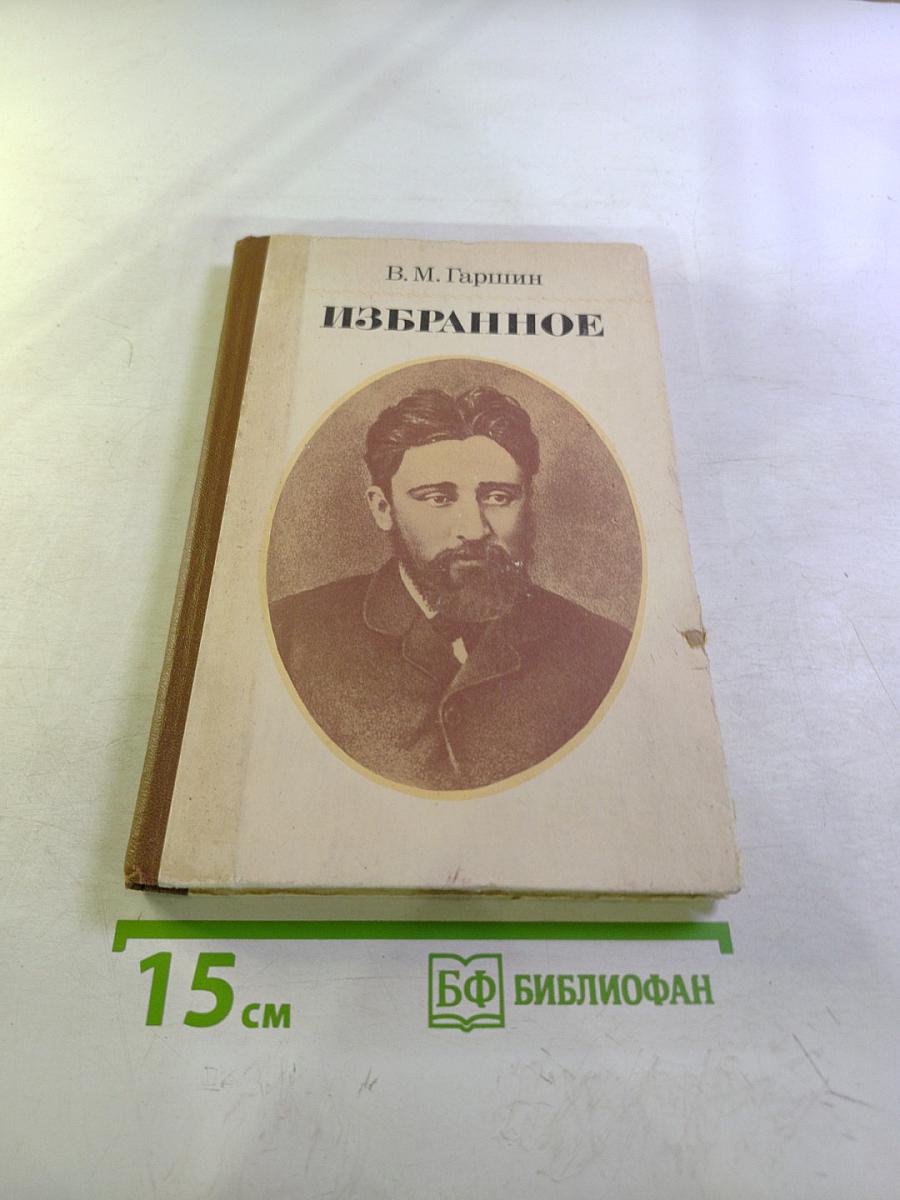 В. М. Гаршин
ИЗБРАННОЕ
15 см
БФ БИБЛИОФАН